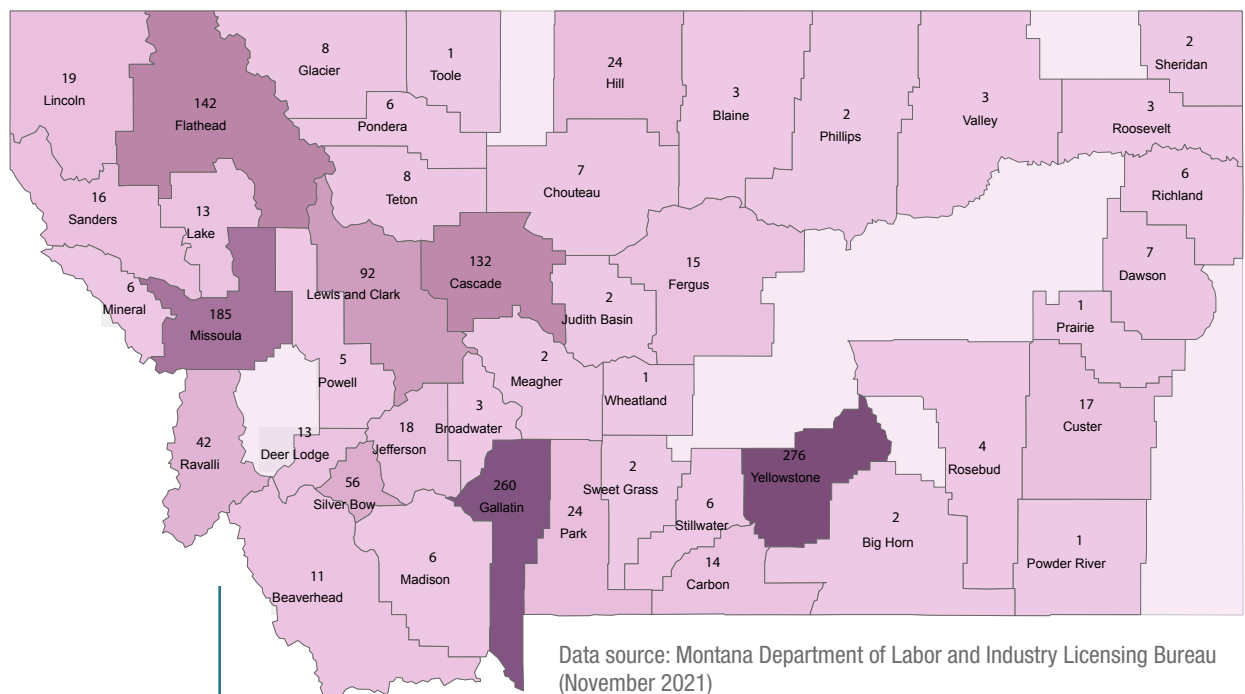 8
Glacier
1
Toole
24
Hill
3
Blaine
2
Phillips
3
Valley
2
Sheridan
19
Lincoln
142
Flathead
6
Pondera
3
Roosevelt
8
Teton
7
Chouteau
6
Richland
16
Sanders
13
Lake
92
Lewis and Clark
132
Cascade
2
Judith Basin
15
Fergus
7
Dawson
6
Mineral
185
Missoula
1
Prairie
5
Powell
2
Meagher
1
Wheatland
3
Broadwater
18
Jefferson
13
Deer Lodge
42
Ravalli
56
Silver Bow
260
Gallatin
24
Park
2
Sweet Grass
6
Stillwater
276
Yellowstone
4
Rosebud
17
Custer
14
Carbon
2
Big Horn
1
Powder River
11
Beaverhead
6
Madison
Data source: Montana Department of Labor and Industry Licensing Bureau
(November 2021)